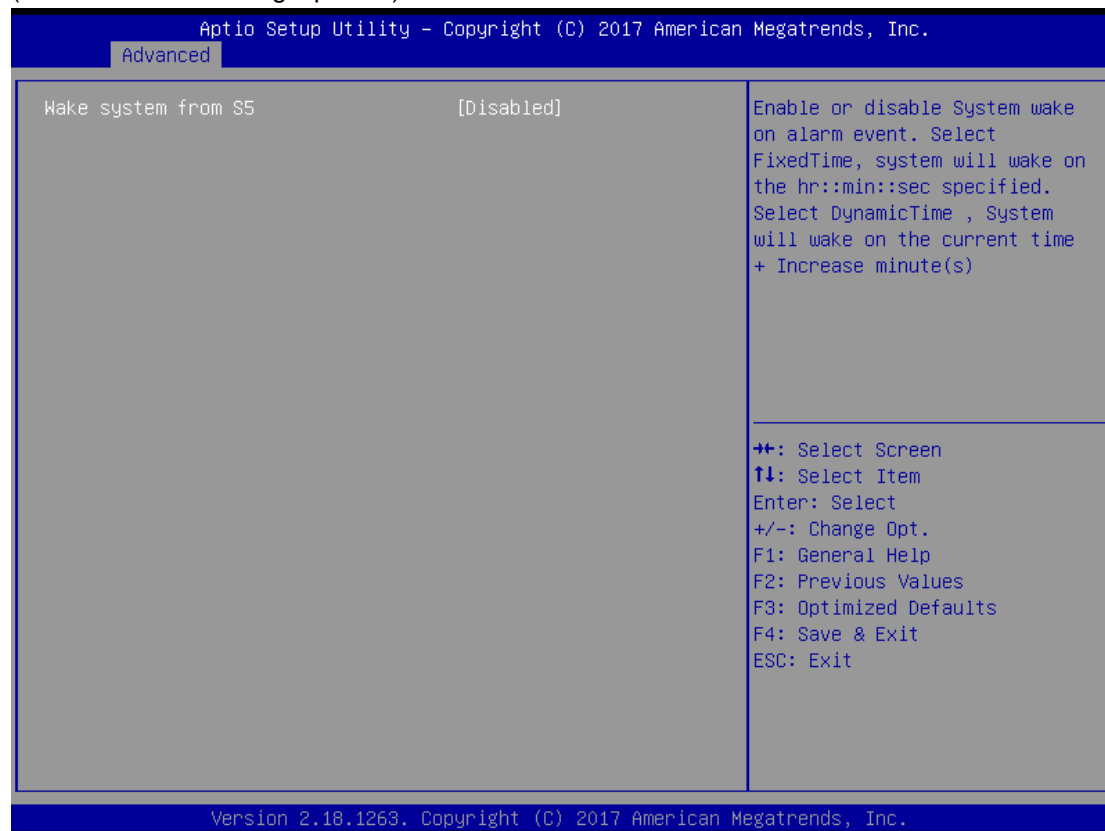 Aptio Setup Utility – Copyright (C) 2017 American Megatrends, Inc.
Advanced
Wake system from S5 [Disabled]
Enable or disable System wake
on alarm event. Select
FixedTime, system will wake on
the hr::min::sec specified.
Select DynamicTime , System
will wake on the current time
+ Increase minute(s)
→←: Select Screen
↑↓: Select Item
Enter: Select
+/-: Change Opt.
F1: General Help
F2: Previous Values
F3: Optimized Defaults
F4: Save & Exit
ESC: Exit
Version 2.18.1263. Copyright (C) 2017 American Megatrends, Inc.